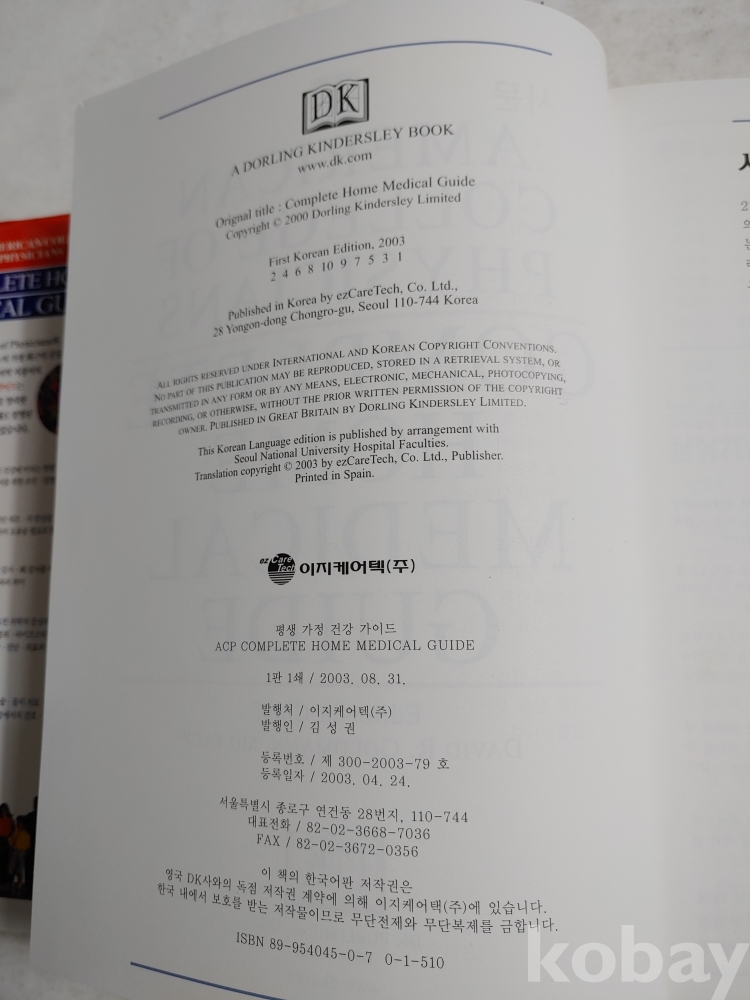 DK
A DORLING KINDERSLEY BOOK
www.dk.com
Orignal title : Complete Home Medical Guide
Copyright © 2000 Dorling Kindersley Limited
First Korean Edition, 2003
2 4 6 8 10 9 7 5 3 1
Published in Korea by ezCareTech, Co. Ltd.,
28 Yongon-dong Chongro-gu, Seoul 110-744 Korea
ALL RIGHTS RESERVED UNDER INTERNATIONAL AND KOREAN COPYRIGHT CONVENTIONS.
NO PART OF THIS PUBLICATION MAY BE REPRODUCED, STORED IN A RETRIEVAL SYSTEM, OR
TRANSMITTED IN ANY FORM OR BY ANY MEANS, ELECTRONIC, MECHANICAL, PHOTOCOPYING,
RECORDING, OR OTHERWISE, WITHOUT THE PRIOR WRITTEN PERMISSION OF THE COPYRIGHT
OWNER. PUBLISHED IN GREAT BRITAIN BY DORLING KINDERSLEY LIMITED.
This Korean Language edition is published by arrangement with
Seoul National University Hospital Faculties.
Translation copyright © 2003 by ezCareTech, Co. Ltd., Publisher.
Printed in Spain.
ezCare Tech 이지케어텍(주)
평생 가정 건강 가이드
ACP COMPLETE HOME MEDICAL GUIDE
1판 1쇄 / 2003. 08. 31.
발행처 / 이지케어텍(주)
발행인 / 김 성 권
등록번호 / 제 300-2003-79 호
등록일자 / 2003. 04. 24.
서울특별시 종로구 연건동 28번지, 110-744
대표전화 / 82-02-3668-7036
FAX / 82-02-3672-0356
이 책의 한국어판 저작권은
영국 DK사와의 독점 저작권 계약에 의해 이지케어텍(주)에 있습니다.
한국 내에서 보호를 받는 저작물이므로 무단전제와 무단복제를 금합니다.
ISBN 89-954045-0-7 0-1-510
kobay